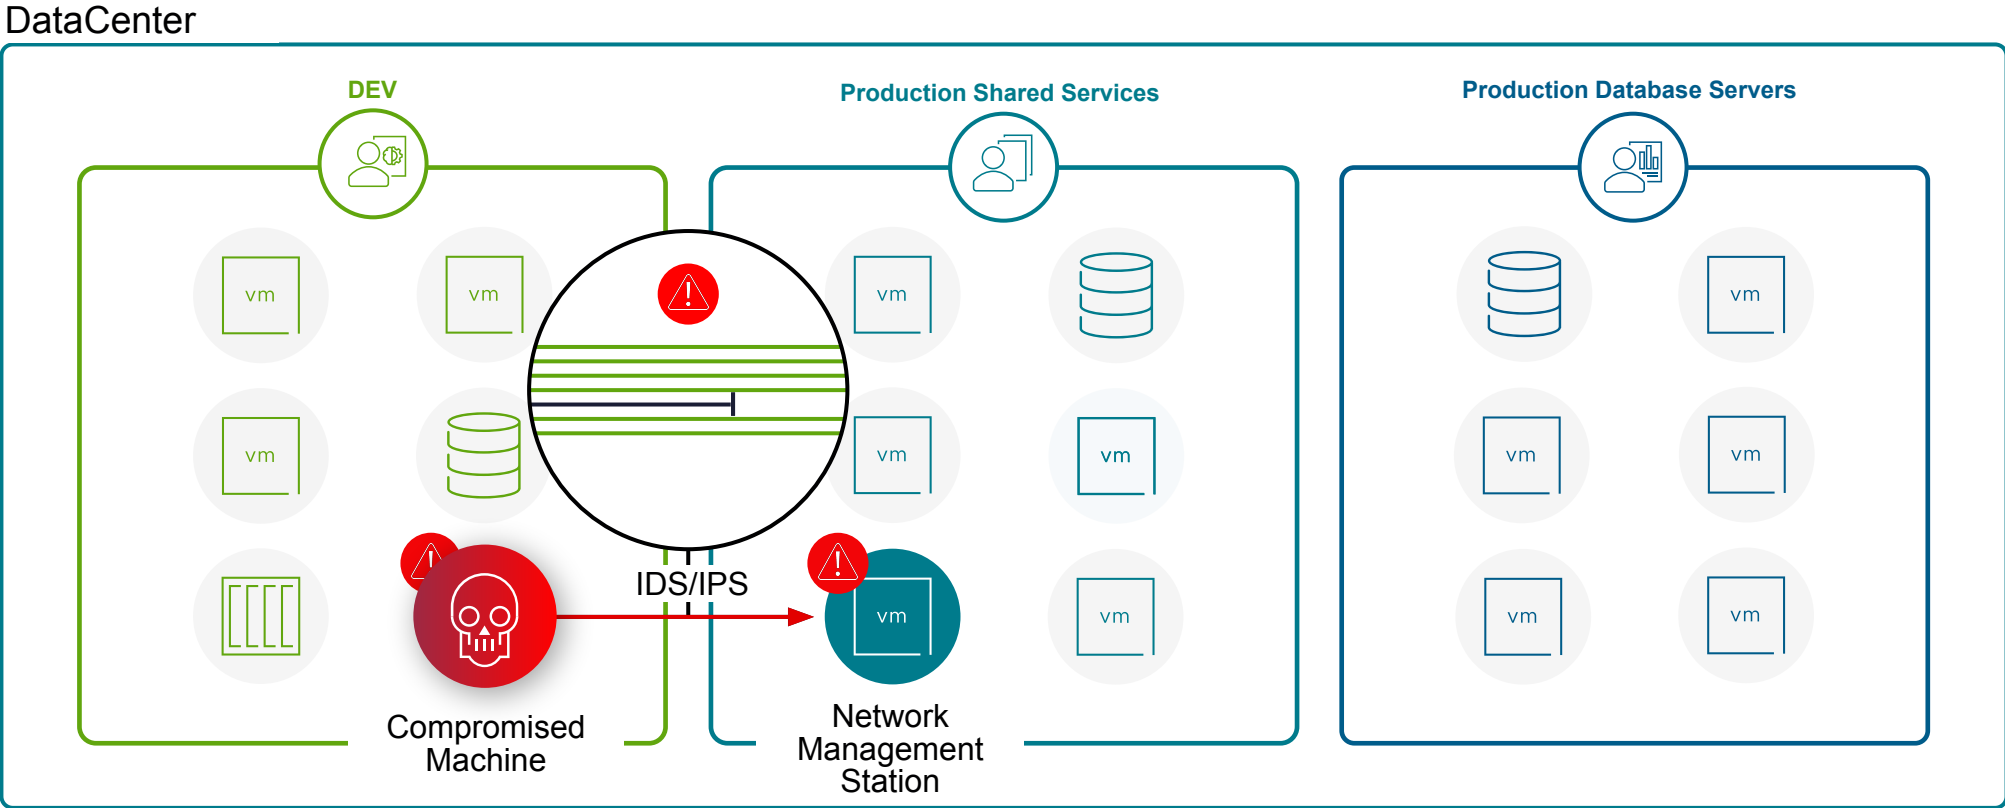 DataCenter
DEV
Production Shared Services
Production Database Servers
vm
vm
vm
vm
vm
vm
vm
vm
vm
vm
IDS/IPS
vm
vm
vm
vm
Compromised
Machine
Network
Management
Station